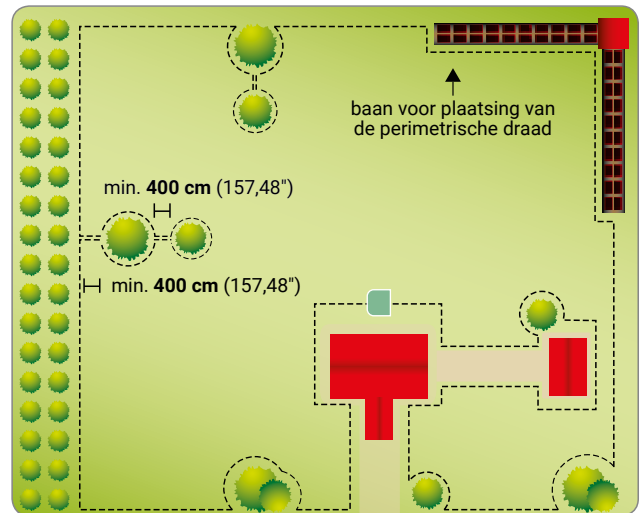 baan voor plaatsing van
de perimetrische draad
min. 400 cm (157,48")
min. 400 cm (157,48")